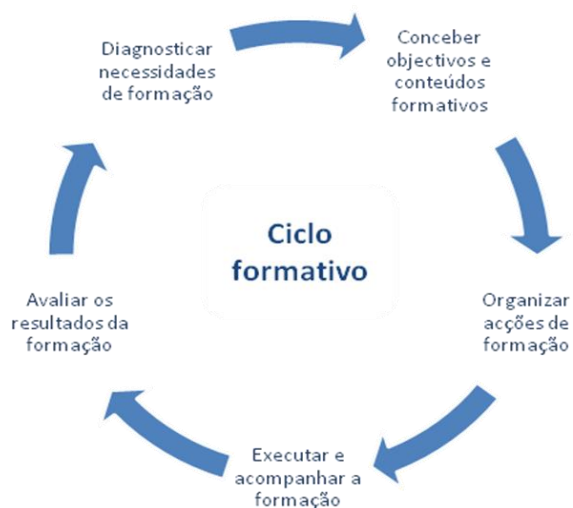 Diagnosticar
necessidades
de formação
Conceber
objectivos e
conteúdos
formativos
Ciclo
formativo
Organizar
acções de
formação
Executar e
acompanhar a
formação
Avaliar os
resultados da
formação